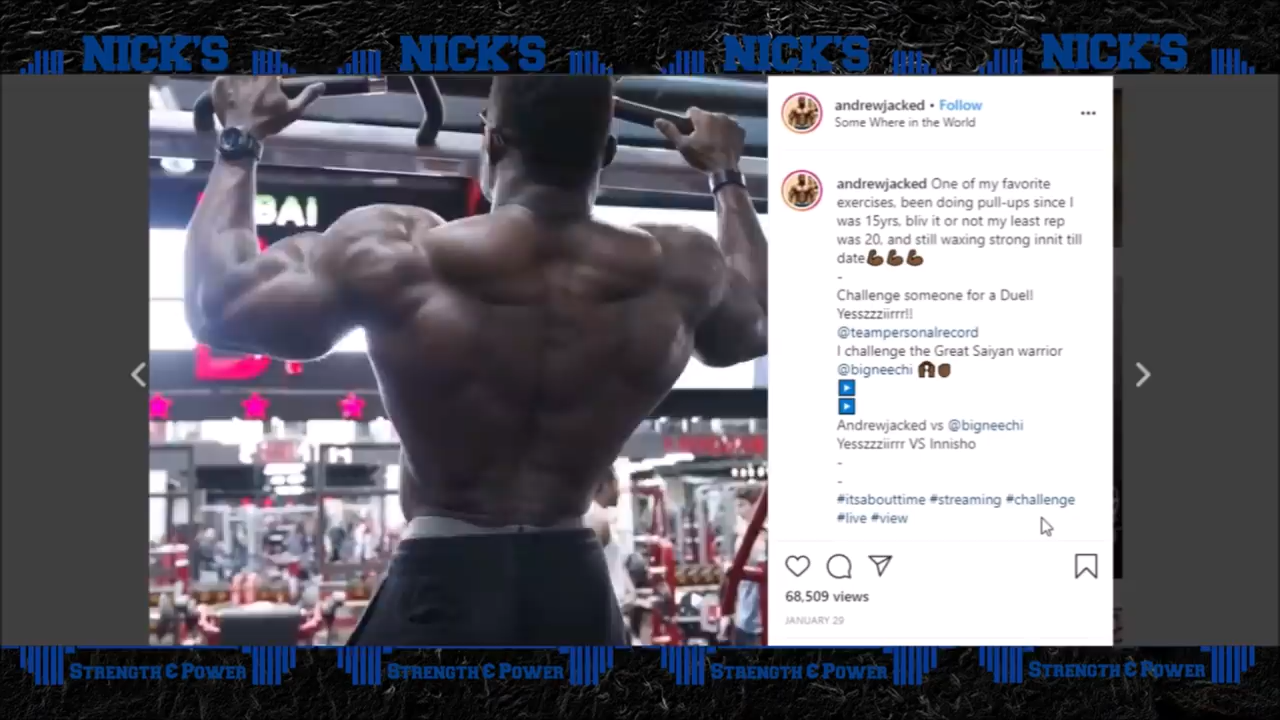 NICK'S NICK'S NICK'S NICK'S
BAI
andrewjacked • Follow
Some Where in the World
andrewjacked One of my favorite
exercises, been doing pull-ups since I
was 15yrs, bliv it or not my least rep
was 20, and still waxing strong innit till
date💪🏿💪🏿💪🏿
-
Challenge someone for a Duel!
Yesszzziirrr!!
@teampersonalrecord
I challenge the Great Saiyan warrior
@bigneechi
▶️
▶️
Andrewjacked vs @bigneechi
Yesszzziirrr VS Innisho
-
-
#itsabouttime #streaming #challenge
#live #view
68,509 views
JANUARY 29
STRENGTH & POWER STRENGTH & POWER STRENGTH & POWER STRENGTH & POWER